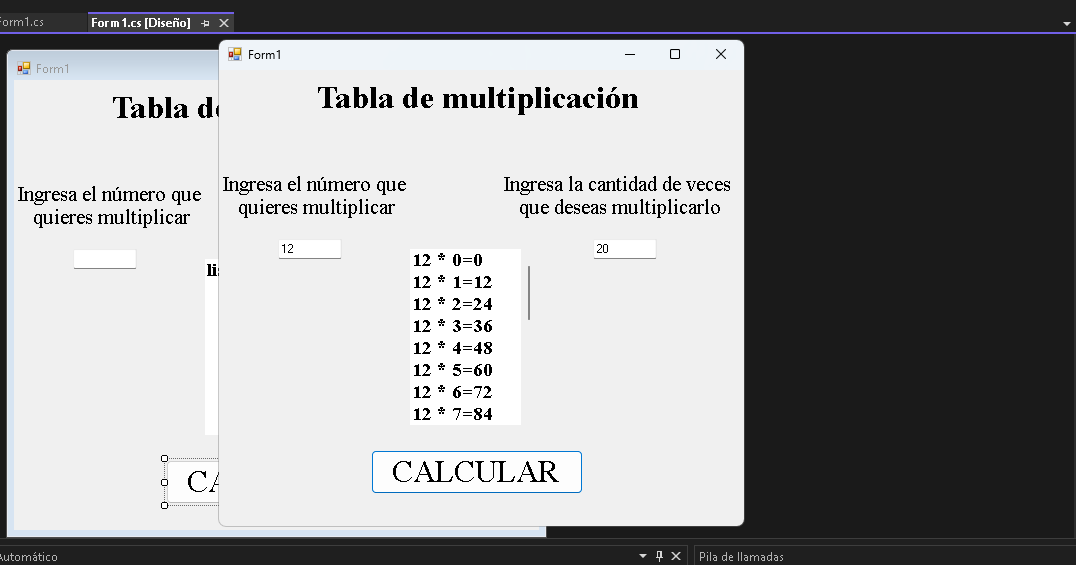 Form1.cs
Form1.cs [Diseño]
Form1
Tabla de
Ingresa el número que
quieres multiplicar
lis
CA
Form1
Tabla de multiplicación
Ingresa el número que
quieres multiplicar
Ingresa la cantidad de veces
que deseas multiplicarlo
12
20
12 * 0=0
12 * 1=12
12 * 2=24
12 * 3=36
12 * 4=48
12 * 5=60
12 * 6=72
12 * 7=84
CALCULAR
Automático
Pila de llamadas